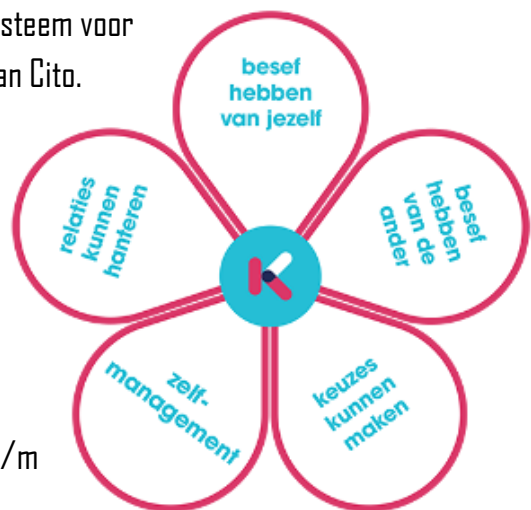 steem voor
an Cito.
besef
hebben
van jezelf
besef
hebben
van de
ander
keuzes
kunnen
maken
zelf-
management
relaties
kunnen
hanteren
/m